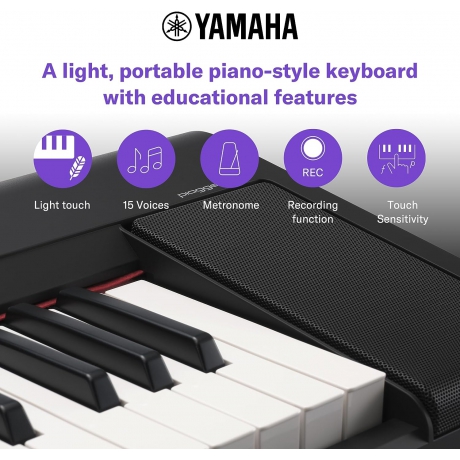 YAMAHA
A light, portable piano-style keyboard
with educational features
REC
Light touch
15 Voices
Metronome
Recording
function
Touch
Sensitivity